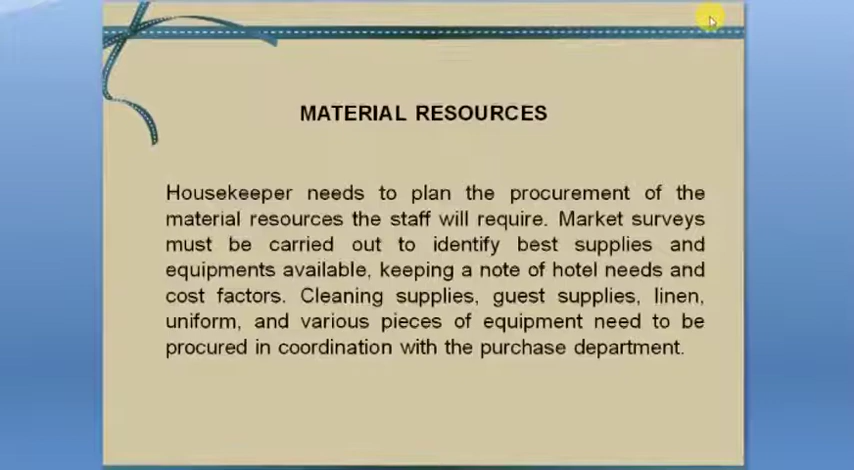 MATERIAL RESOURCES
Housekeeper needs to plan the procurement of the
material resources the staff will require. Market surveys
must be carried out to identify best supplies and
equipments available, keeping a note of hotel needs and
cost factors. Cleaning supplies, guest supplies, linen,
uniform, and various pieces of equipment need to be
procured in coordination with the purchase department.